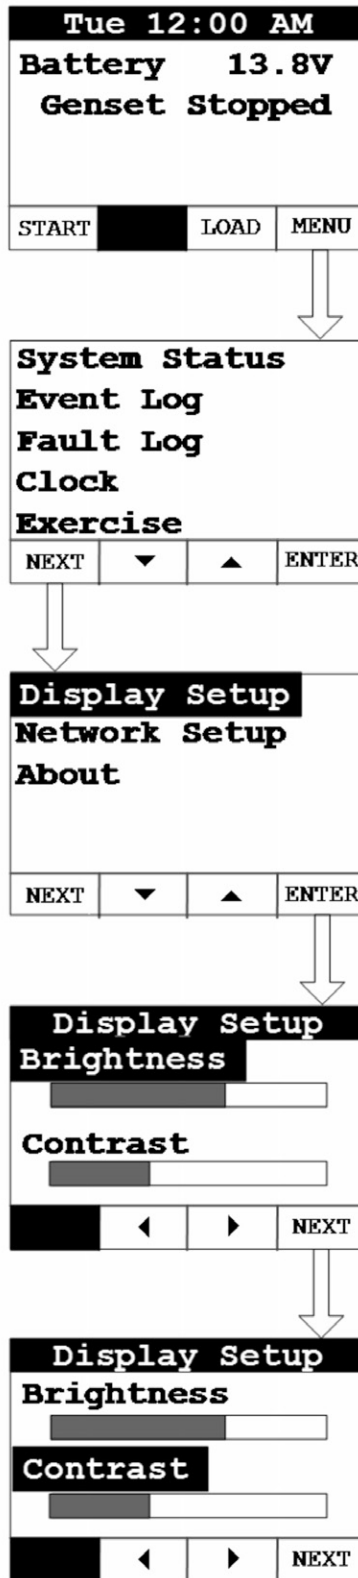 Tue 12:00 AM
Battery 13.8V
Genset Stopped
START LOAD MENU
System Status
Event Log
Fault Log
Clock
Exercise
NEXT ▼ ▲ ENTER
Display Setup
Network Setup
About
NEXT ▼ ▲ ENTER
Display Setup
Brightness
Contrast
◀ ▶ NEXT
Display Setup
Brightness
Contrast
◀ ▶ NEXT